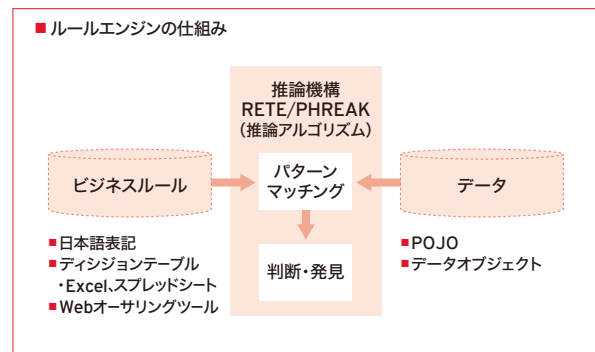 ■ ルールエンジンの仕組み
推論機構
RETE/PHREAK
(推論アルゴリズム)
ビジネスルール
パターン
マッチング
データ
判断・発見
■日本語表記
■ディシジョンテーブル
・Excel、スプレッドシート
■Webオーサリングツール
■POJO
■データオブジェクト